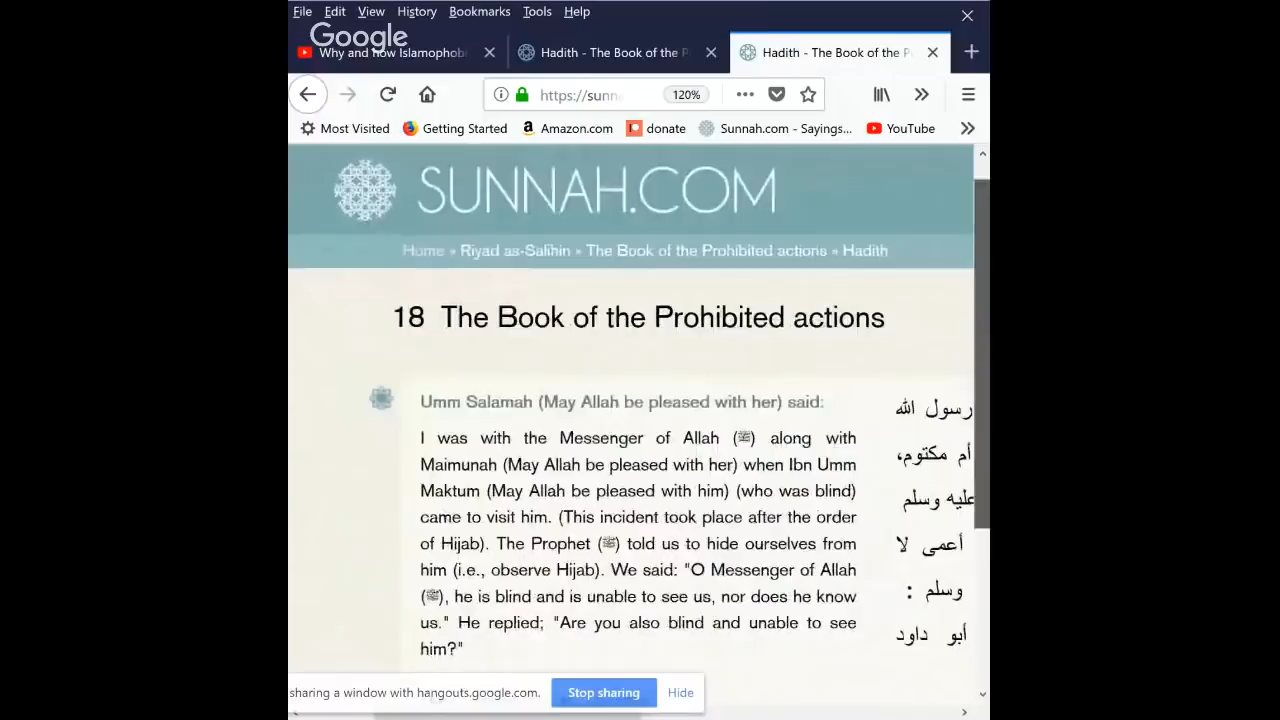 File Edit View History Bookmarks Tools Help
Google
Why and how Islamophob
Hadith - The Book of the P
Hadith - The Book of the P
https://sunn
120%
Most Visited Getting Started Amazon.com donate Sunnah.com - Sayings... YouTube
SUNNAH.COM
Home » Riyad as-Salihin » The Book of the Prohibited actions » Hadith
18 The Book of the Prohibited actions
Umm Salamah (May Allah be pleased with her) said:
I was with the Messenger of Allah (ﷺ) along with
Maimunah (May Allah be pleased with her) when Ibn Umm
Maktum (May Allah be pleased with him) (who was blind)
came to visit him. (This incident took place after the order
of Hijab). The Prophet (ﷺ) told us to hide ourselves from
him (i.e., observe Hijab). We said: "O Messenger of Allah
(ﷺ), he is blind and is unable to see us, nor does he know
us." He replied; "Are you also blind and unable to see
him?"
رسول الله
أم مكتوم،
عليه وسلم
أعمى لا
وسلم :
أبو داود
sharing a window with hangouts.google.com. Stop sharing Hide